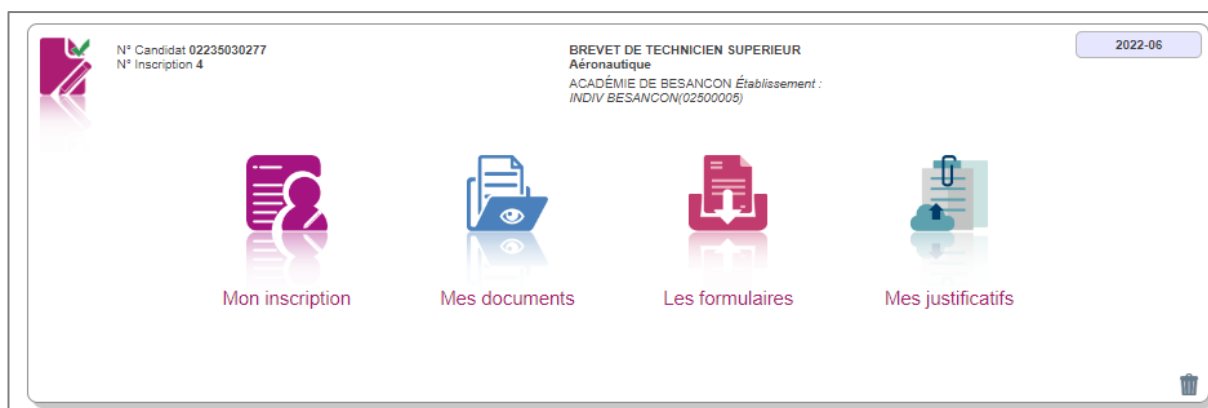 N° Candidat 02235030277
N° Inscription 4
BREVET DE TECHNICIEN SUPERIEUR
Aéronautique
ACADÉMIE DE BESANCON Établissement :
INDIV BESANCON(02500005)
2022-06
Mon inscription
Mes documents
Les formulaires
Mes justificatifs